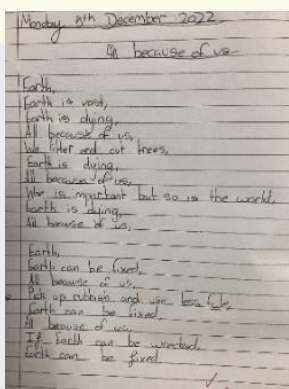 Monday 5th December 2022
All because of us
Earth,
Earth is vast,
Earth is dying,
All because of us,
We litter and cut trees,
Earth is dying,
All because of us,
War is important but so is the world,
Earth is dying,
All because of us,
Earth,
Earth can be fixed,
All because of us,
Pick up rubbish and use less
Earth can be fixed,
All because of us,
If Earth can be wrecked,
Earth can be fixed